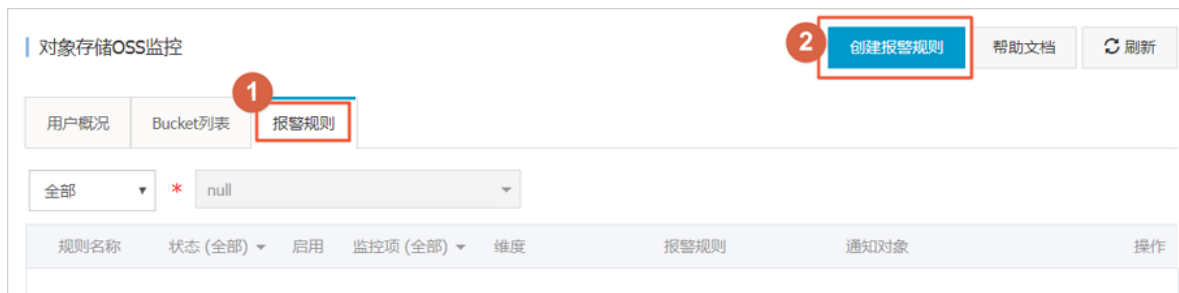 对象存储OSS监控
2 创建报警规则 帮助文档 刷新
1
用户概况 Bucket列表 报警规则
全部 * null
规则名称 状态 (全部) 启用 监控项 (全部) 维度 报警规则 通知对象 操作